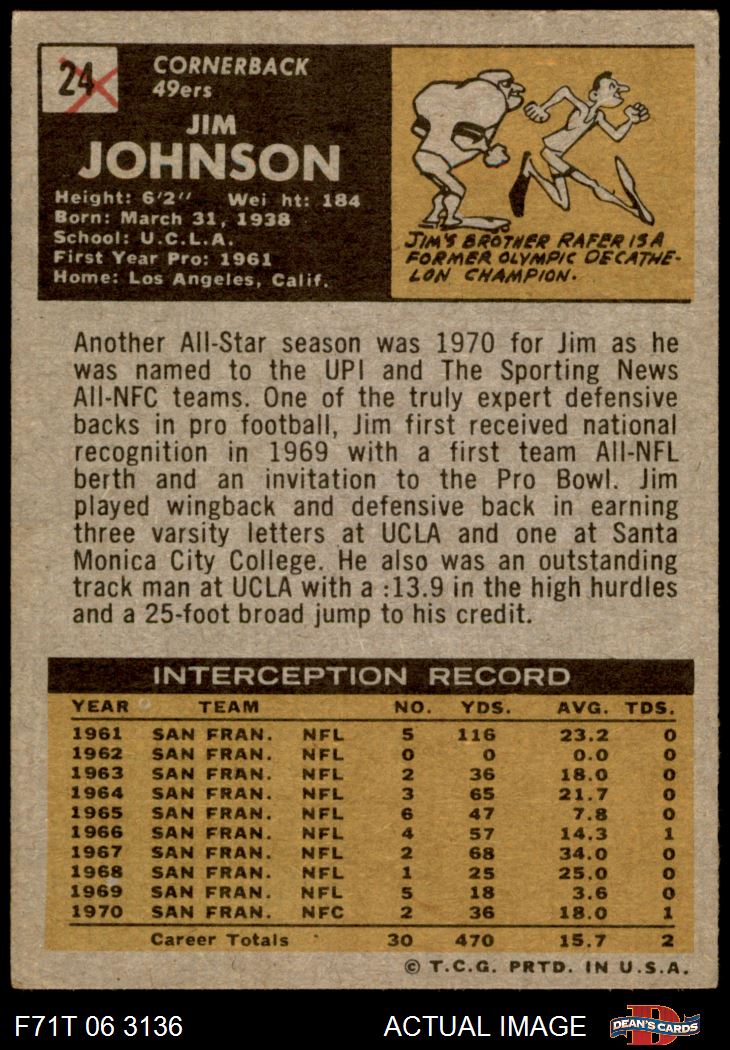 24
CORNERBACK
49ers
JIM
JOHNSON
Height: 6'2" Wei ht: 184
Born: March 31, 1938
School: U.C.L.A.
First Year Pro: 1961
Home: Los Angeles, Calif.
JIM'S BROTHER RAFER IS A
FORMER OLYMPIC DECATHE-
LON CHAMPION.
Another All-Star season was 1970 for Jim as he
was named to the UPI and The Sporting News
All-NFC teams. One of the truly expert defensive
backs in pro football, Jim first received national
recognition in 1969 with a first team All-NFL
berth and an invitation to the Pro Bowl. Jim
played wingback and defensive back in earning
three varsity letters at UCLA and one at Santa
Monica City College. He also was an outstanding
track man at UCLA with a :13.9 in the high hurdles
and a 25-foot broad jump to his credit.
INTERCEPTION RECORD
YEAR TEAM NO. YDS. AVG. TDS.
1961 SAN FRAN. NFL 5 116 23.2 0
1962 SAN FRAN. NFL 0 0 0.0 0
1963 SAN FRAN. NFL 2 36 18.0 0
1964 SAN FRAN. NFL 3 65 21.7 0
1965 SAN FRAN. NFL 6 47 7.8 0
1966 SAN FRAN. NFL 4 57 14.3 1
1967 SAN FRAN. NFL 2 68 34.0 0
1968 SAN FRAN. NFL 1 25 25.0 0
1969 SAN FRAN. NFL 5 18 3.6 0
1970 SAN FRAN. NFC 2 36 18.0 1
Career Totals 30 470 15.7 2
© T.C.G. PRTD. IN U.S.A.
F71T 06 3136 ACTUAL IMAGE D DEAN'S CARDS